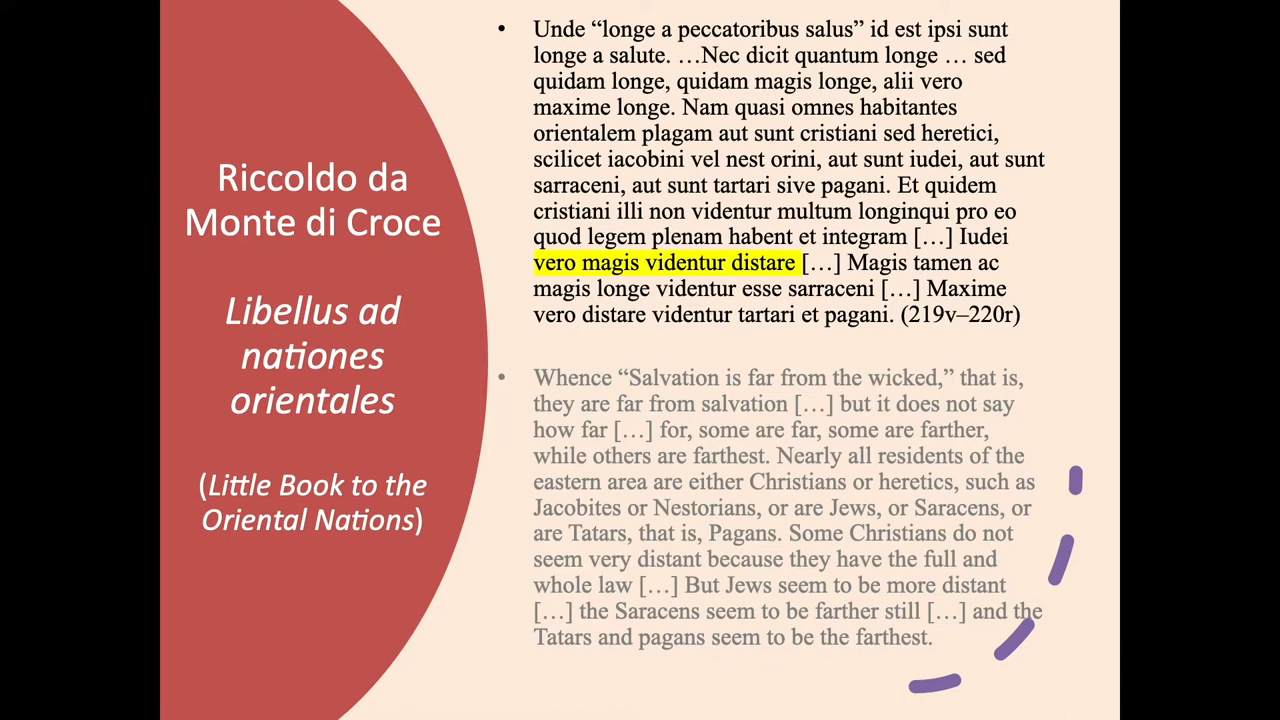 Riccoldo da
Monte di Croce
Libellus ad
nationes
orientales
(Little Book to the
Oriental Nations)
• Unde “longe a peccatoribus salus” id est ipsi sunt
longe a salute. …Nec dicit quantum longe … sed
quidam longe, quidam magis longe, alii vero
maxime longe. Nam quasi omnes habitantes
orientalem plagam aut sunt cristiani sed heretici,
scilicet iacobini vel nest orini, aut sunt iudei, aut sunt
sarraceni, aut sunt tartari sive pagani. Et quidem
cristiani illi non videntur multum longinqui pro eo
quod legem plenam habent et integram […] Iudei
vero magis videntur distare […] Magis tamen ac
magis longe videntur esse sarraceni […] Maxime
vero distare videntur tartari et pagani. (219v–220r)
• Whence “Salvation is far from the wicked,” that is,
they are far from salvation […] but it does not say
how far […] for, some are far, some are farther,
while others are farthest. Nearly all residents of the
eastern area are either Christians or heretics, such as
Jacobites or Nestorians, or are Jews, or Saracens, or
are Tatars, that is, Pagans. Some Christians do not
seem very distant because they have the full and
whole law […] But Jews seem to be more distant
[…] the Saracens seem to be farther still […] and the
Tatars and pagans seem to be the farthest.